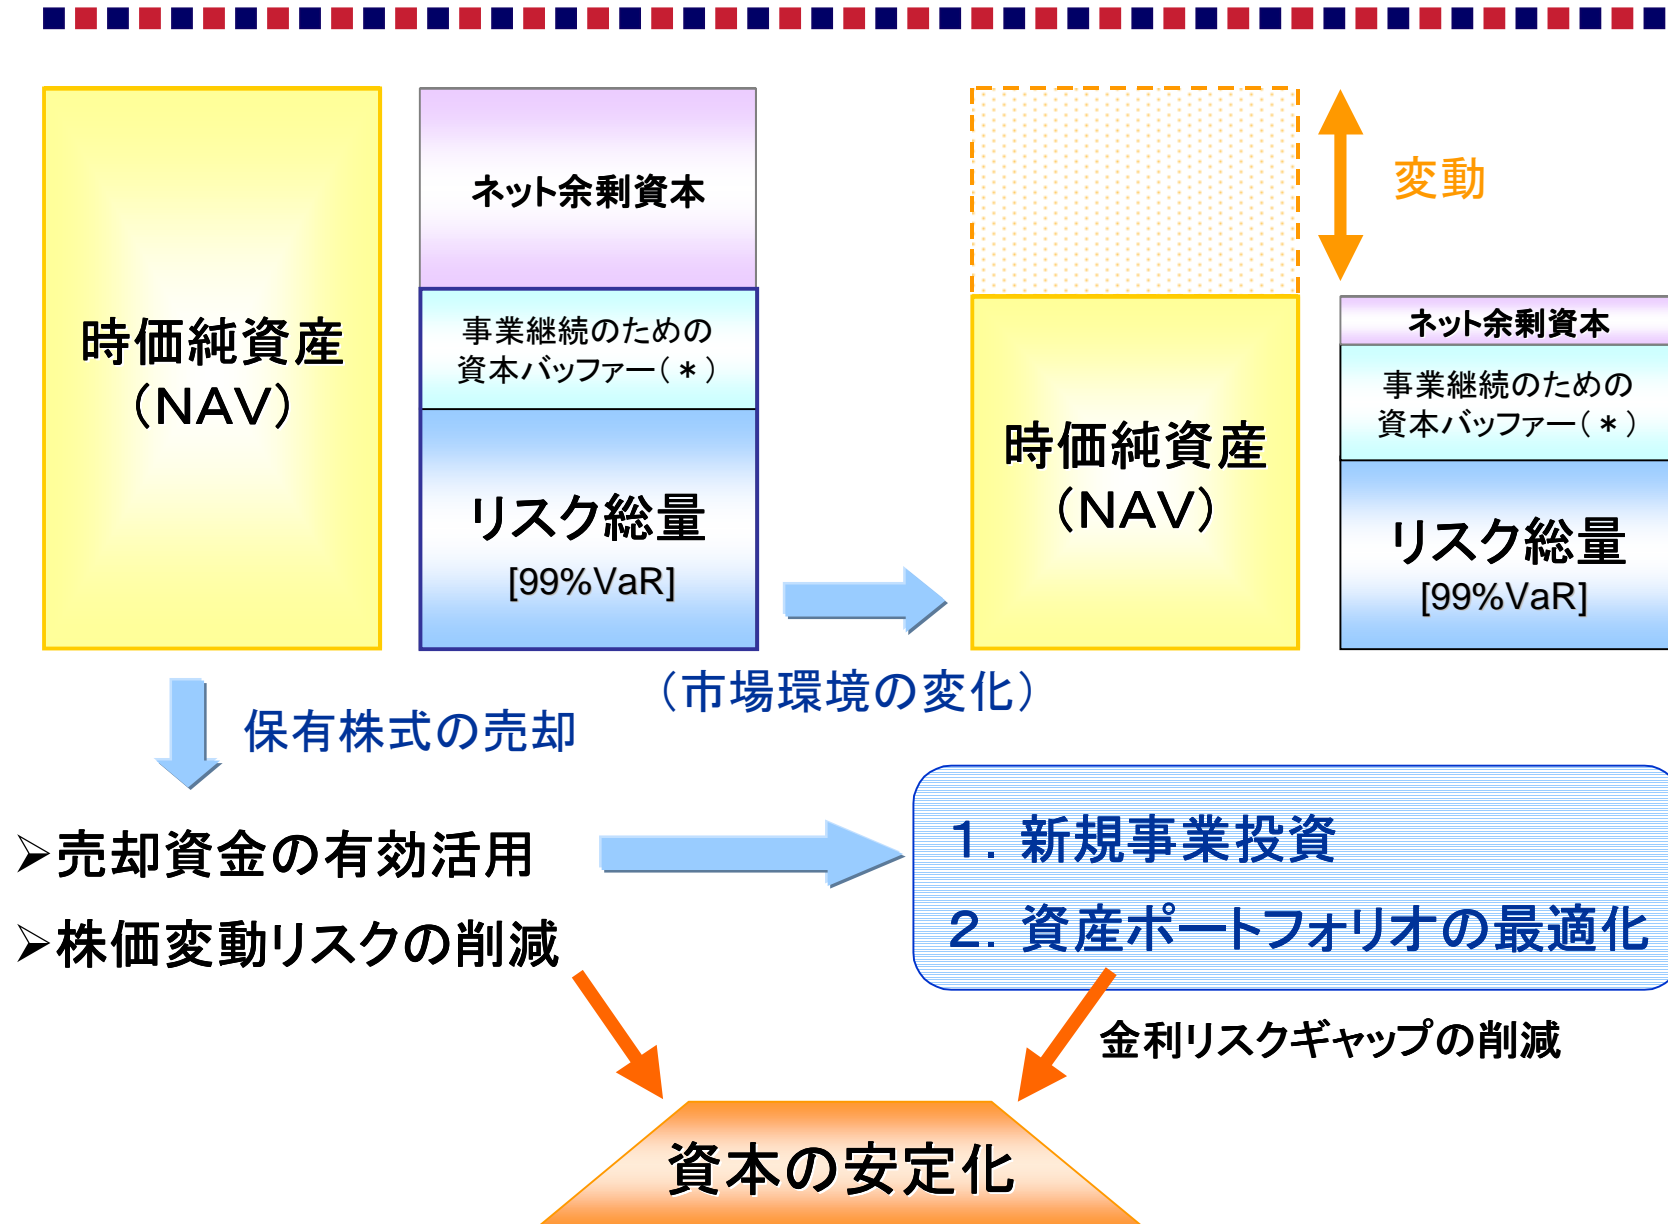 時価純資産
（NAV）
ネット余剰資本
事業継続のための
資本バッファー（＊）
リスク総量
[99%VaR]
変動
時価純資産
（NAV）
ネット余剰資本
事業継続のための
資本バッファー（＊）
リスク総量
[99%VaR]
（市場環境の変化）
保有株式の売却
➢売却資金の有効活用
➢株価変動リスクの削減
１．新規事業投資
２．資産ポートフォリオの最適化
金利リスクギャップの削減
資本の安定化